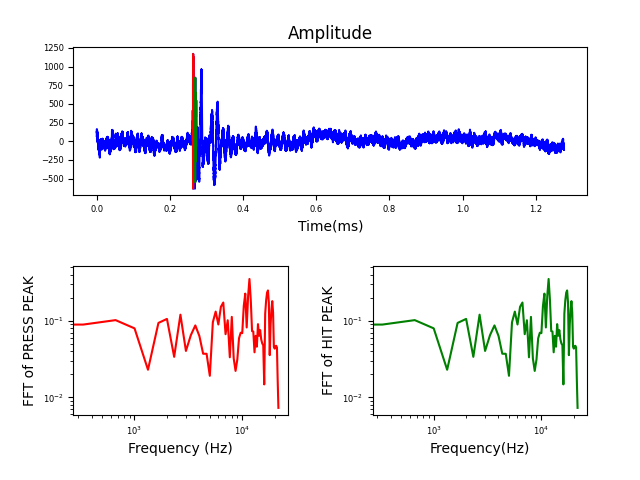 Amplitude
1250
1000
750
500
250
0
−250
−500
0.0 0.2 0.4 0.6 0.8 1.0 1.2
Time(ms)
FFT of PRESS PEAK
10⁻¹
10⁻²
10³ 10⁴
Frequency (Hz)
FFT of HIT PEAK
10⁻¹
10⁻²
10³ 10⁴
Frequency(Hz)